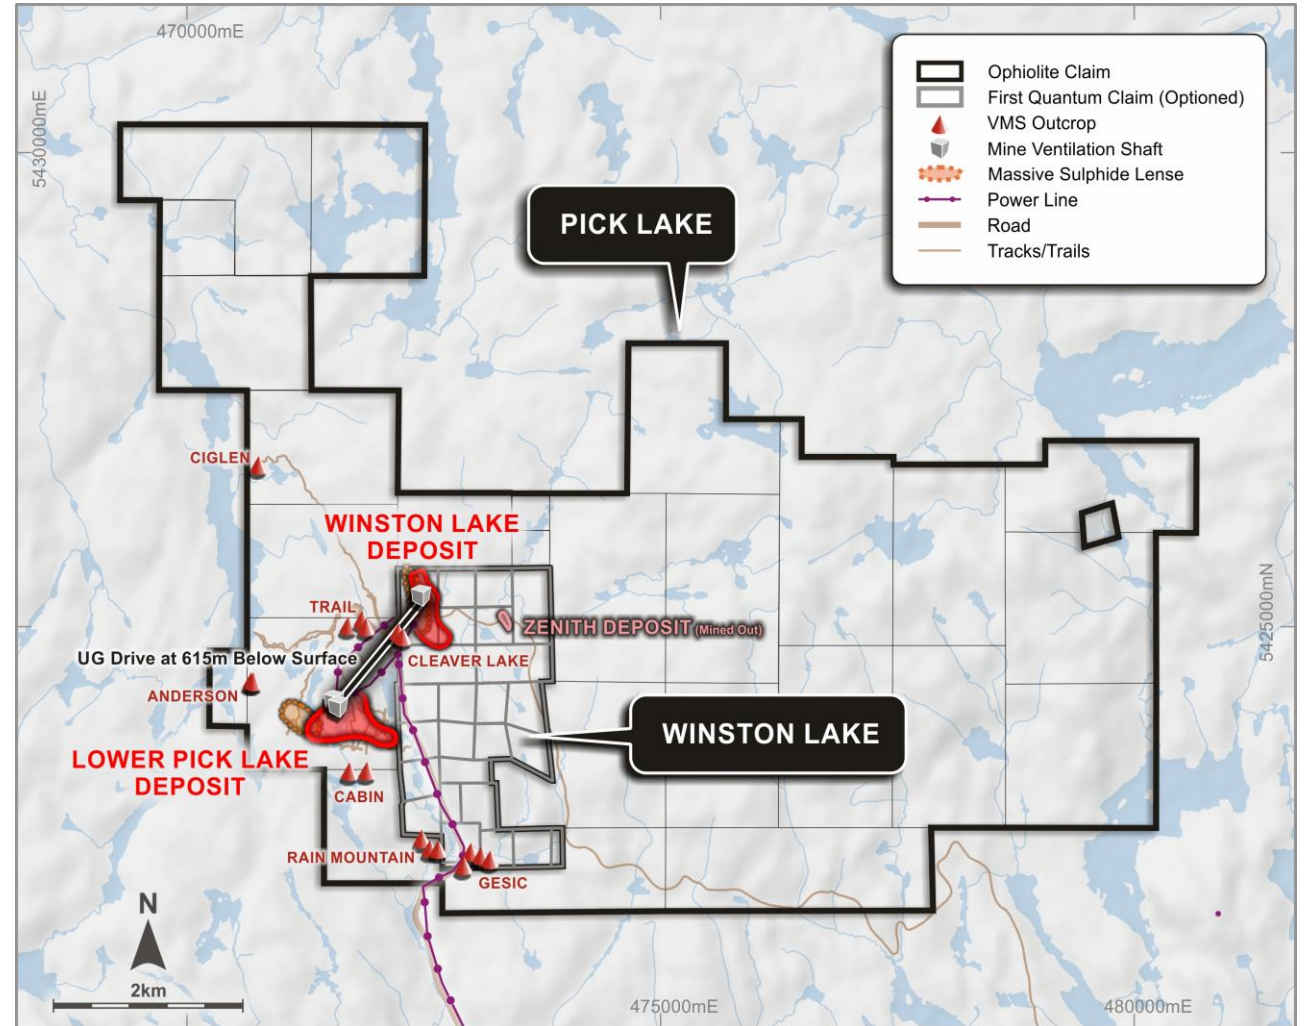 470000mE
5430000mE
Ophiolite Claim
First Quantum Claim (Optioned)
VMS Outcrop
Mine Ventilation Shaft
Massive Sulphide Lense
Power Line
Road
Tracks/Trails
PICK LAKE
CIGLEN
WINSTON LAKE
DEPOSIT
TRAIL
ZENITH DEPOSIT (Mined Out)
5425000mN
UG Drive at 615m Below Surface
CLEAVER LAKE
ANDERSON
WINSTON LAKE
LOWER PICK LAKE
DEPOSIT
CABIN
RAIN MOUNTAIN
GESIC
N
2km
475000mE
480000mE